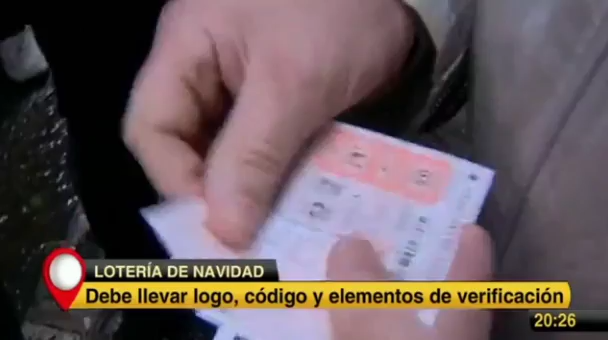 LOTERÍA DE NAVIDAD
Debe llevar logo, código y elementos de verificación
20:26